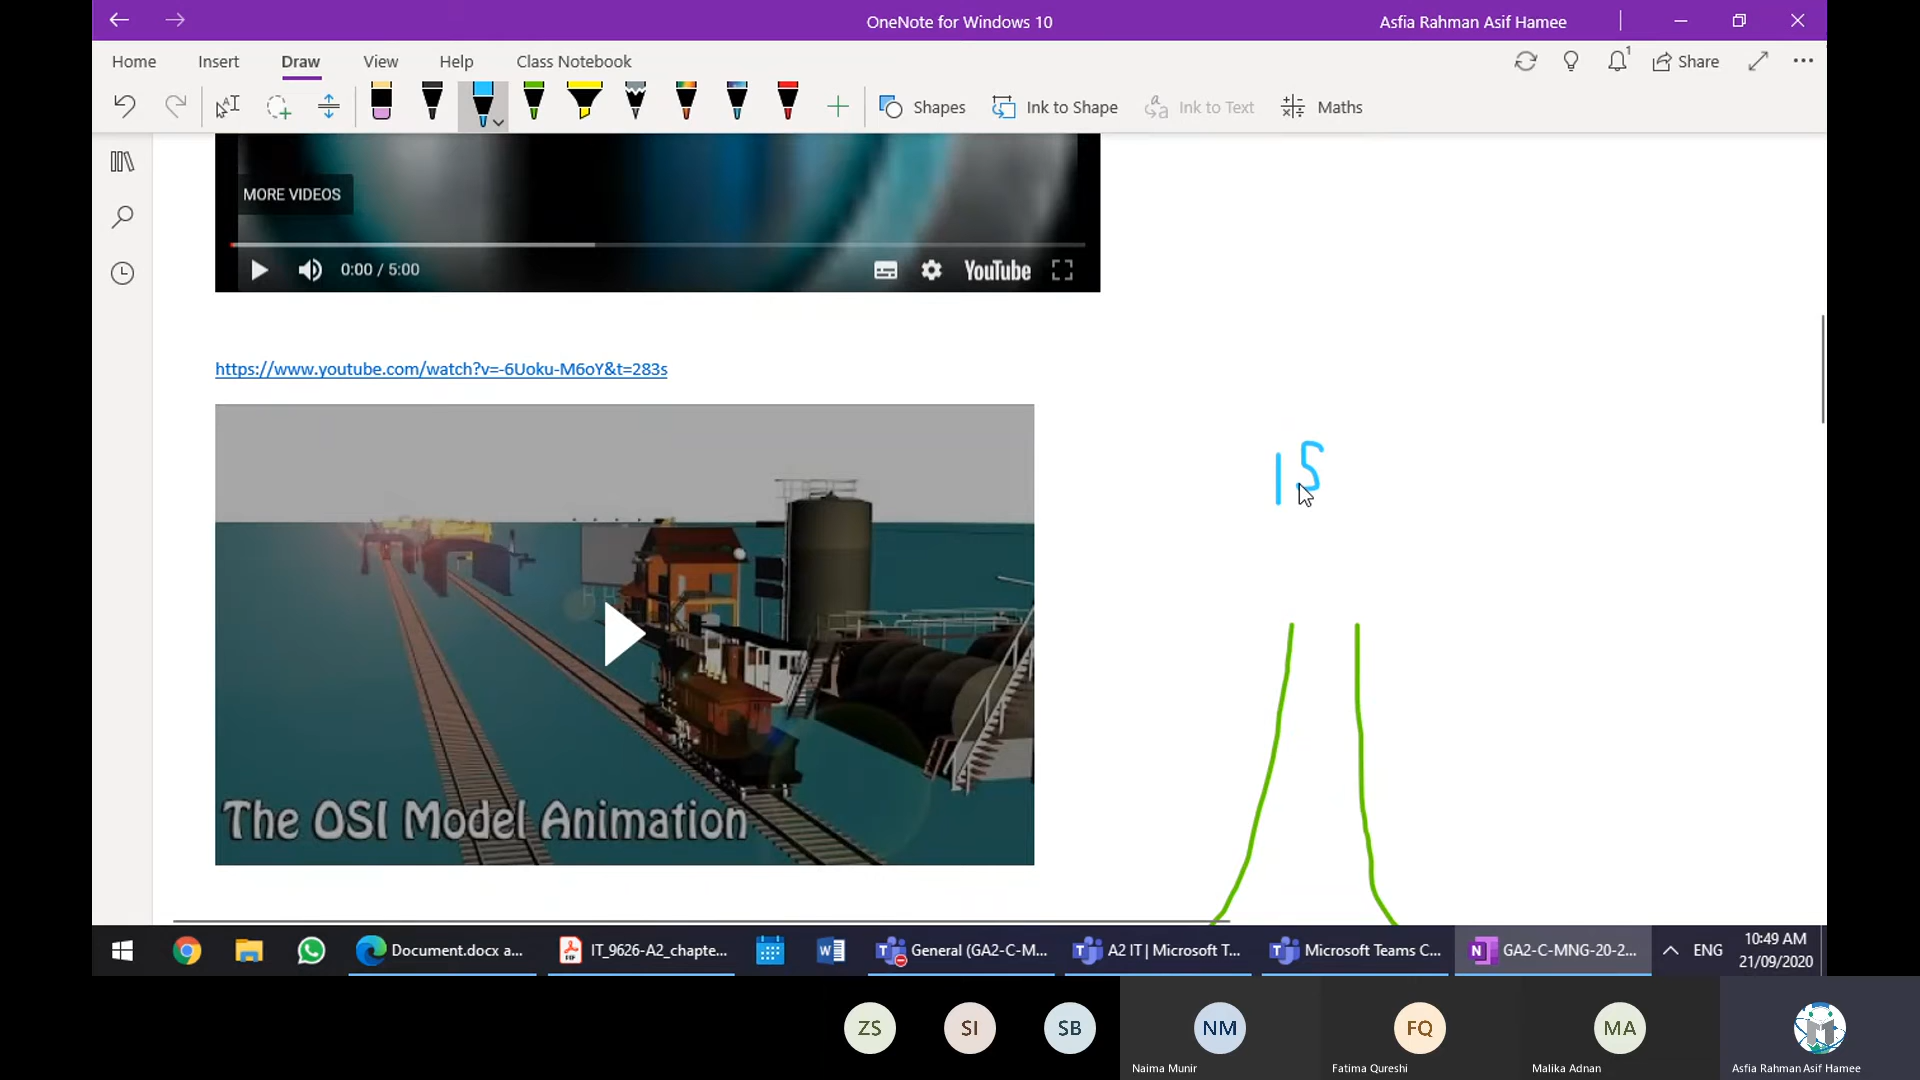 OneNote for Windows 10
Asfia Rahman Asif Hamee
Home Insert Draw View Help Class Notebook
1
Share
Shapes
Ink to Shape
Ink to Text
Maths
MORE VIDEOS
0:00 / 5:00
YouTube
https://www.youtube.com/watch?v=-6Uoku-M6oY&t=283s
15
The OSI Model Animation
Document.docx a...
IT_9626-A2_chapte...
General (GA2-C-M...
A2 IT | Microsoft T...
Microsoft Teams C...
GA2-C-MNG-20-2...
ENG
10:49 AM
21/09/2020
ZS
SI
SB
NM
FQ
MA
Naima Munir
Fatima Qureshi
Malika Adnan
Asfia Rahman Asif Hamee